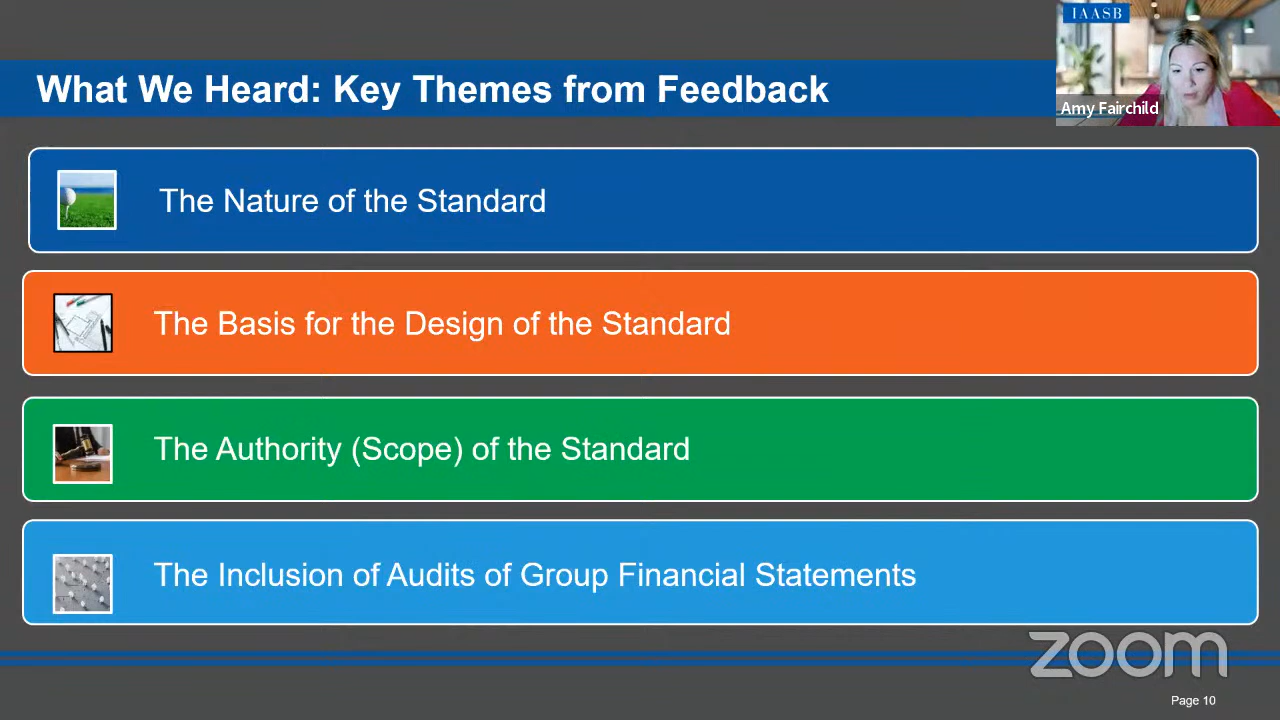 IAASB
What We Heard: Key Themes from Feedback
Amy Fairchild
The Nature of the Standard
The Basis for the Design of the Standard
The Authority (Scope) of the Standard
The Inclusion of Audits of Group Financial Statements
zoom
Page 10